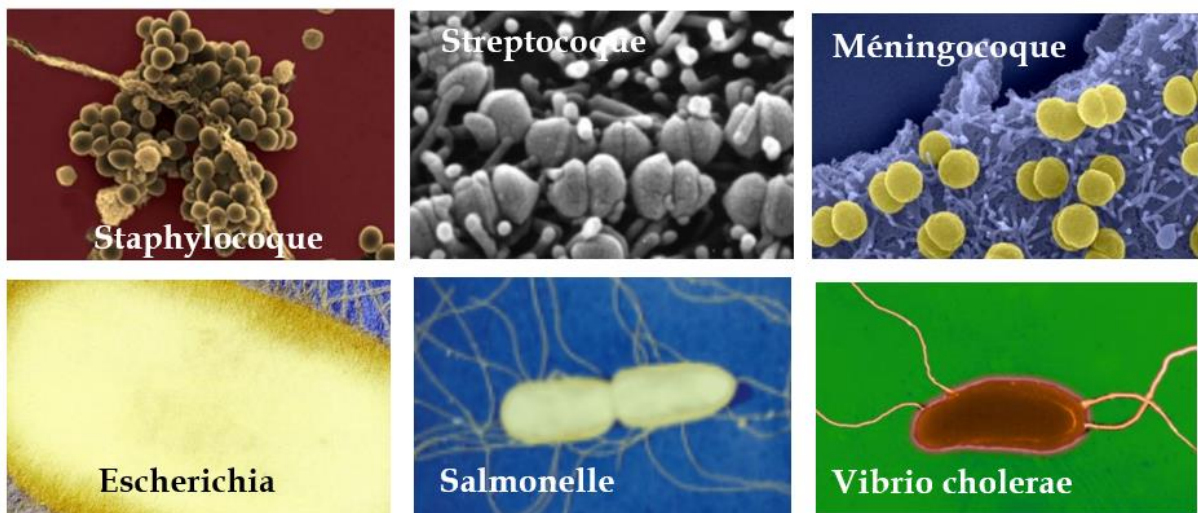 Staphylocoque
Streptocoque
Méningocoque
Escherichia
Salmonelle
Vibrio cholerae